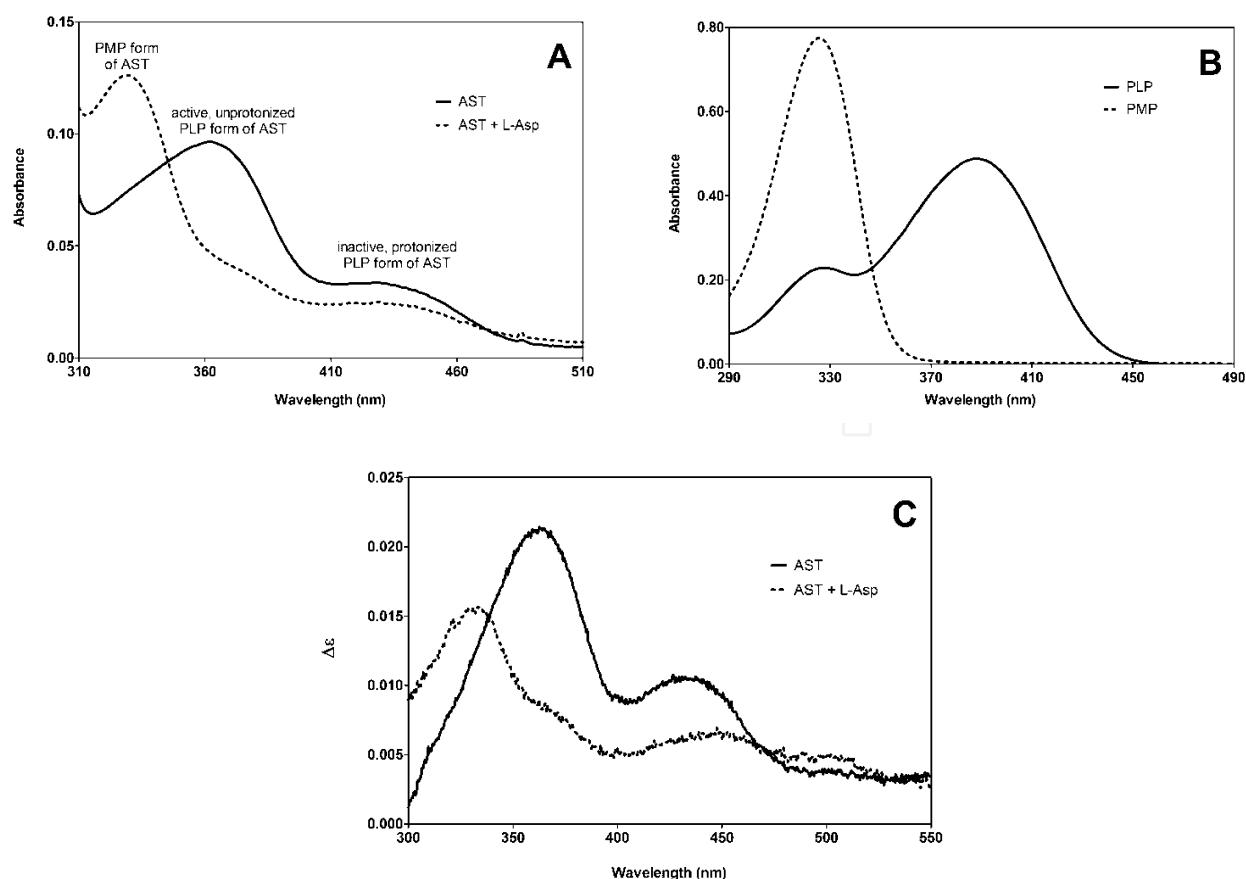 A
PMP form
of AST
active, unprotonized
PLP form of AST
inactive, protonized
PLP form of AST
AST
AST + L-Asp
0.15
0.10
0.05
0.00
Absorbance
310
360
410
460
510
Wavelength (nm)
B
PLP
PMP
0.80
0.60
0.40
0.20
0.00
Absorbance
290
330
370
410
450
490
Wavelength (nm)
C
AST
AST + L-Asp
0.025
0.020
0.015
0.010
0.005
0.000
Δε
300
350
400
450
500
550
Wavelength (nm)